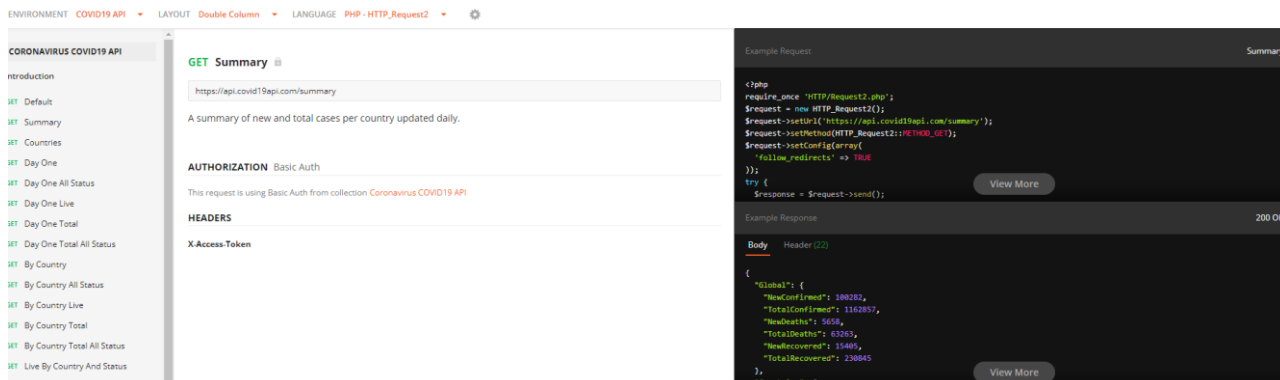 ENVIRONMENT COVID19 API LAYOUT Double Column LANGUAGE PHP - HTTP_Request2
CORONAVIRUS COVID19 API
ntroduction
GET Default
GET Summary
GET Countries
GET Day One
GET Day One All Status
GET Day One Live
GET Day One Total
GET Day One Total All Status
GET By Country
GET By Country All Status
GET By Country Live
GET By Country Total
GET By Country Total All Status
GET Live By Country And Status
GET Summary
https://api.covid19api.com/summary
A summary of new and total cases per country updated daily.
AUTHORIZATION Basic Auth
This request is using Basic Auth from collection Coronavirus COVID19 API
HEADERS
X-Access-Token
Example Request Summary
<?php
require_once 'HTTP/Request2.php';
$request = new HTTP_Request2();
$request->setUrl('https://api.covid19api.com/summary');
$request->setMethod(HTTP_Request2::METHOD_GET);
$request->setConfig(array(
'follow_redirects' => TRUE
));
try {
$response = $request->send();
View More
Example Response 200 O
Body Header (22)
{
"Global": {
"NewConfirmed": 100282,
"TotalConfirmed": 1162857,
"NewDeaths": 5658,
"TotalDeaths": 63263,
"NewRecovered": 15405,
"TotalRecovered": 230845
},
View More